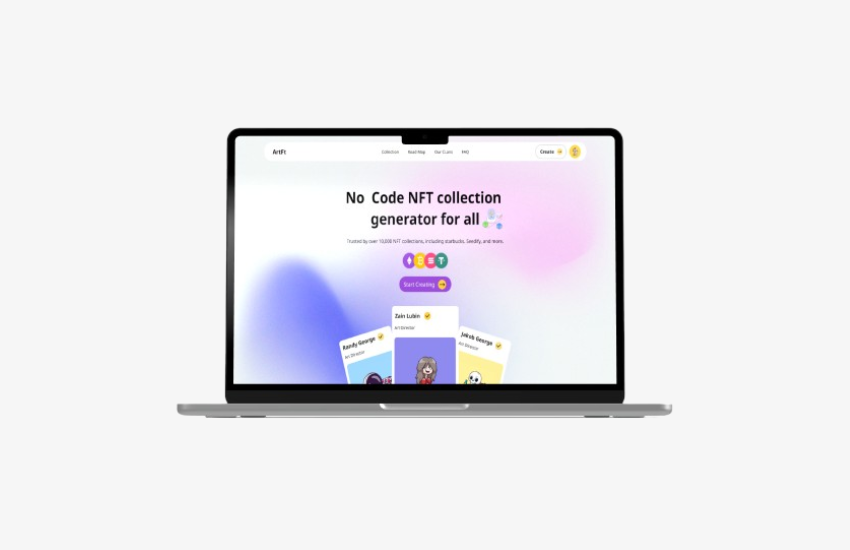 ArtFt
Collection Road Map Our Goals FAQ
Create
No Code NFT collection
generator for all
Trusted by over 10,000 NFT collections, including starbucks, Seedify, and more.
Start Creating
Zain Lubin
Art Director
Randy George
Art Director
Jakob George
Art Director